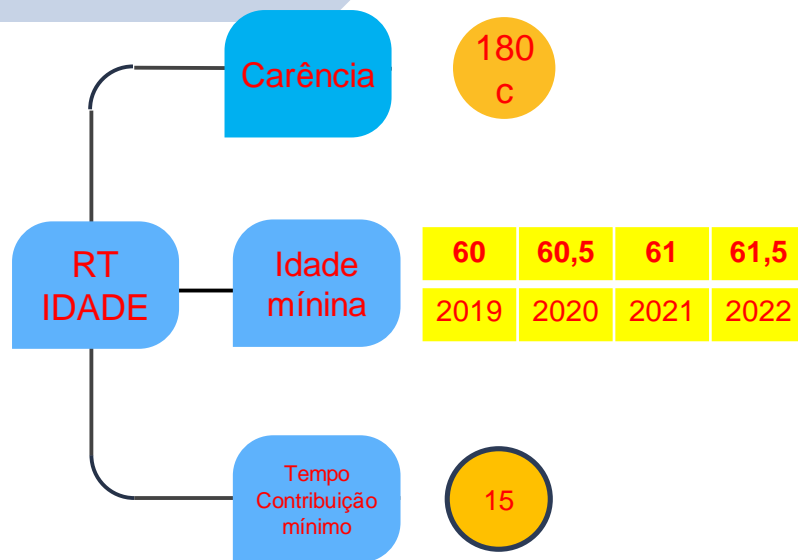 Carência
180
c
RT
IDADE
Idade
mínina
60 60,5 61 61,5
2019 2020 2021 2022
Tempo
Contribuição
mínimo
15